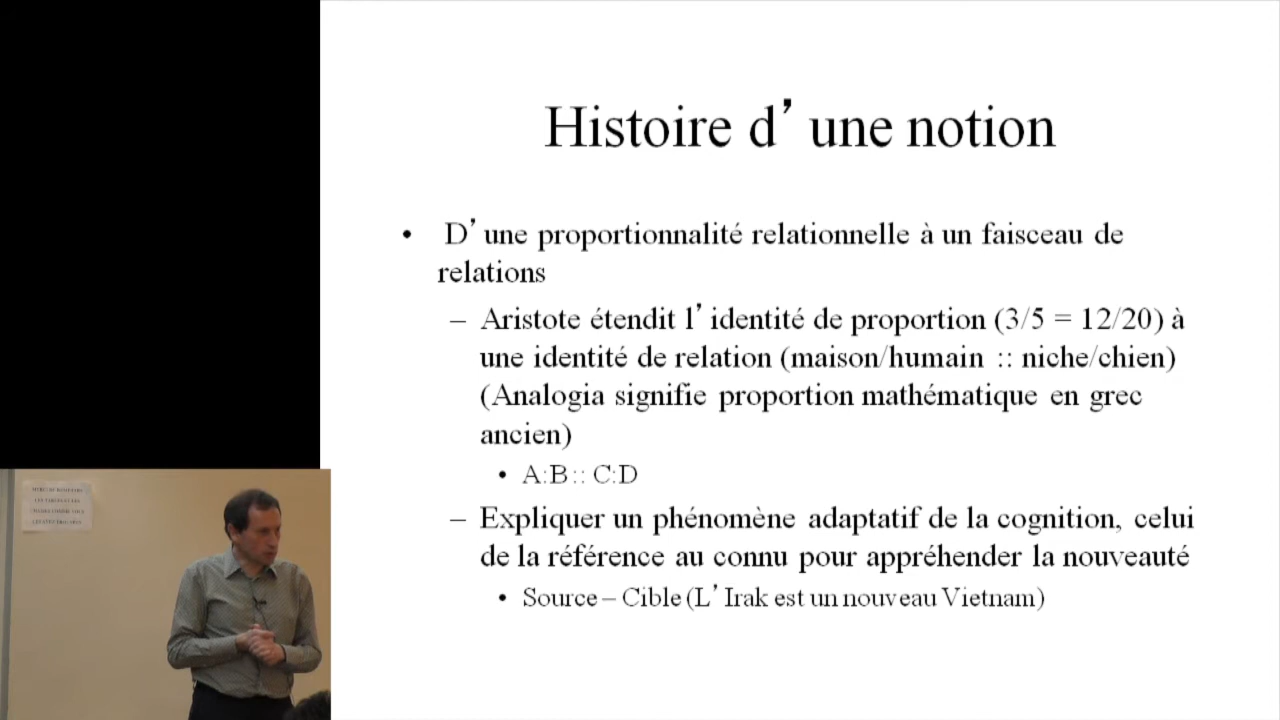 Histoire d’ une notion
• D’ une proportionnalité relationnelle à un faisceau de
relations
– Aristote étendit l’ identité de proportion (3/5 = 12/20) à
une identité de relation (maison/humain :: niche/chien)
(Analogia signifie proportion mathématique en grec
ancien)
• A:B :: C:D
– Expliquer un phénomène adaptatif de la cognition, celui
de la référence au connu pour appréhender la nouveauté
• Source – Cible (L’ Irak est un nouveau Vietnam)